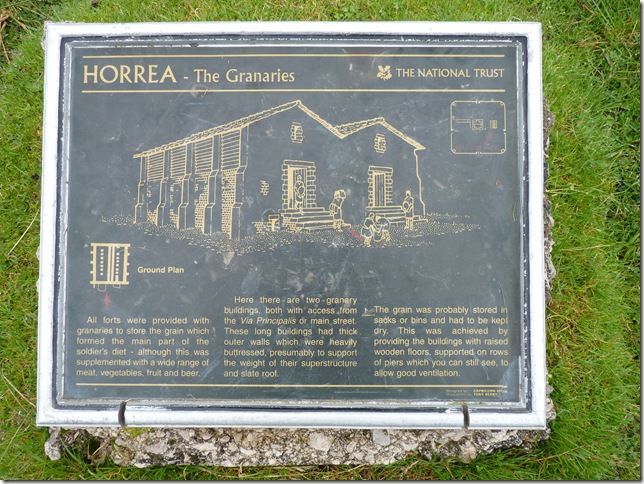 HORREA - The Granaries
THE NATIONAL TRUST
Ground Plan
All forts were provided with
granaries to store the grain which
formed the main part of the
soldier's diet - although this was
supplemented with a wide range of
meat, vegetables, fruit and beer.
Here there are two granary
buildings, both with access from
the Via Principalis or main street.
These long buildings had thick
outer walls which were heavily
buttressed, presumably to support
the weight of their superstructure
and slate roof.
The grain was probably stored in
sacks or bins and had to be kept
dry. This was achieved by
providing the buildings with raised
wooden floors, supported on rows
of piers which you can still see, to
allow good ventilation.